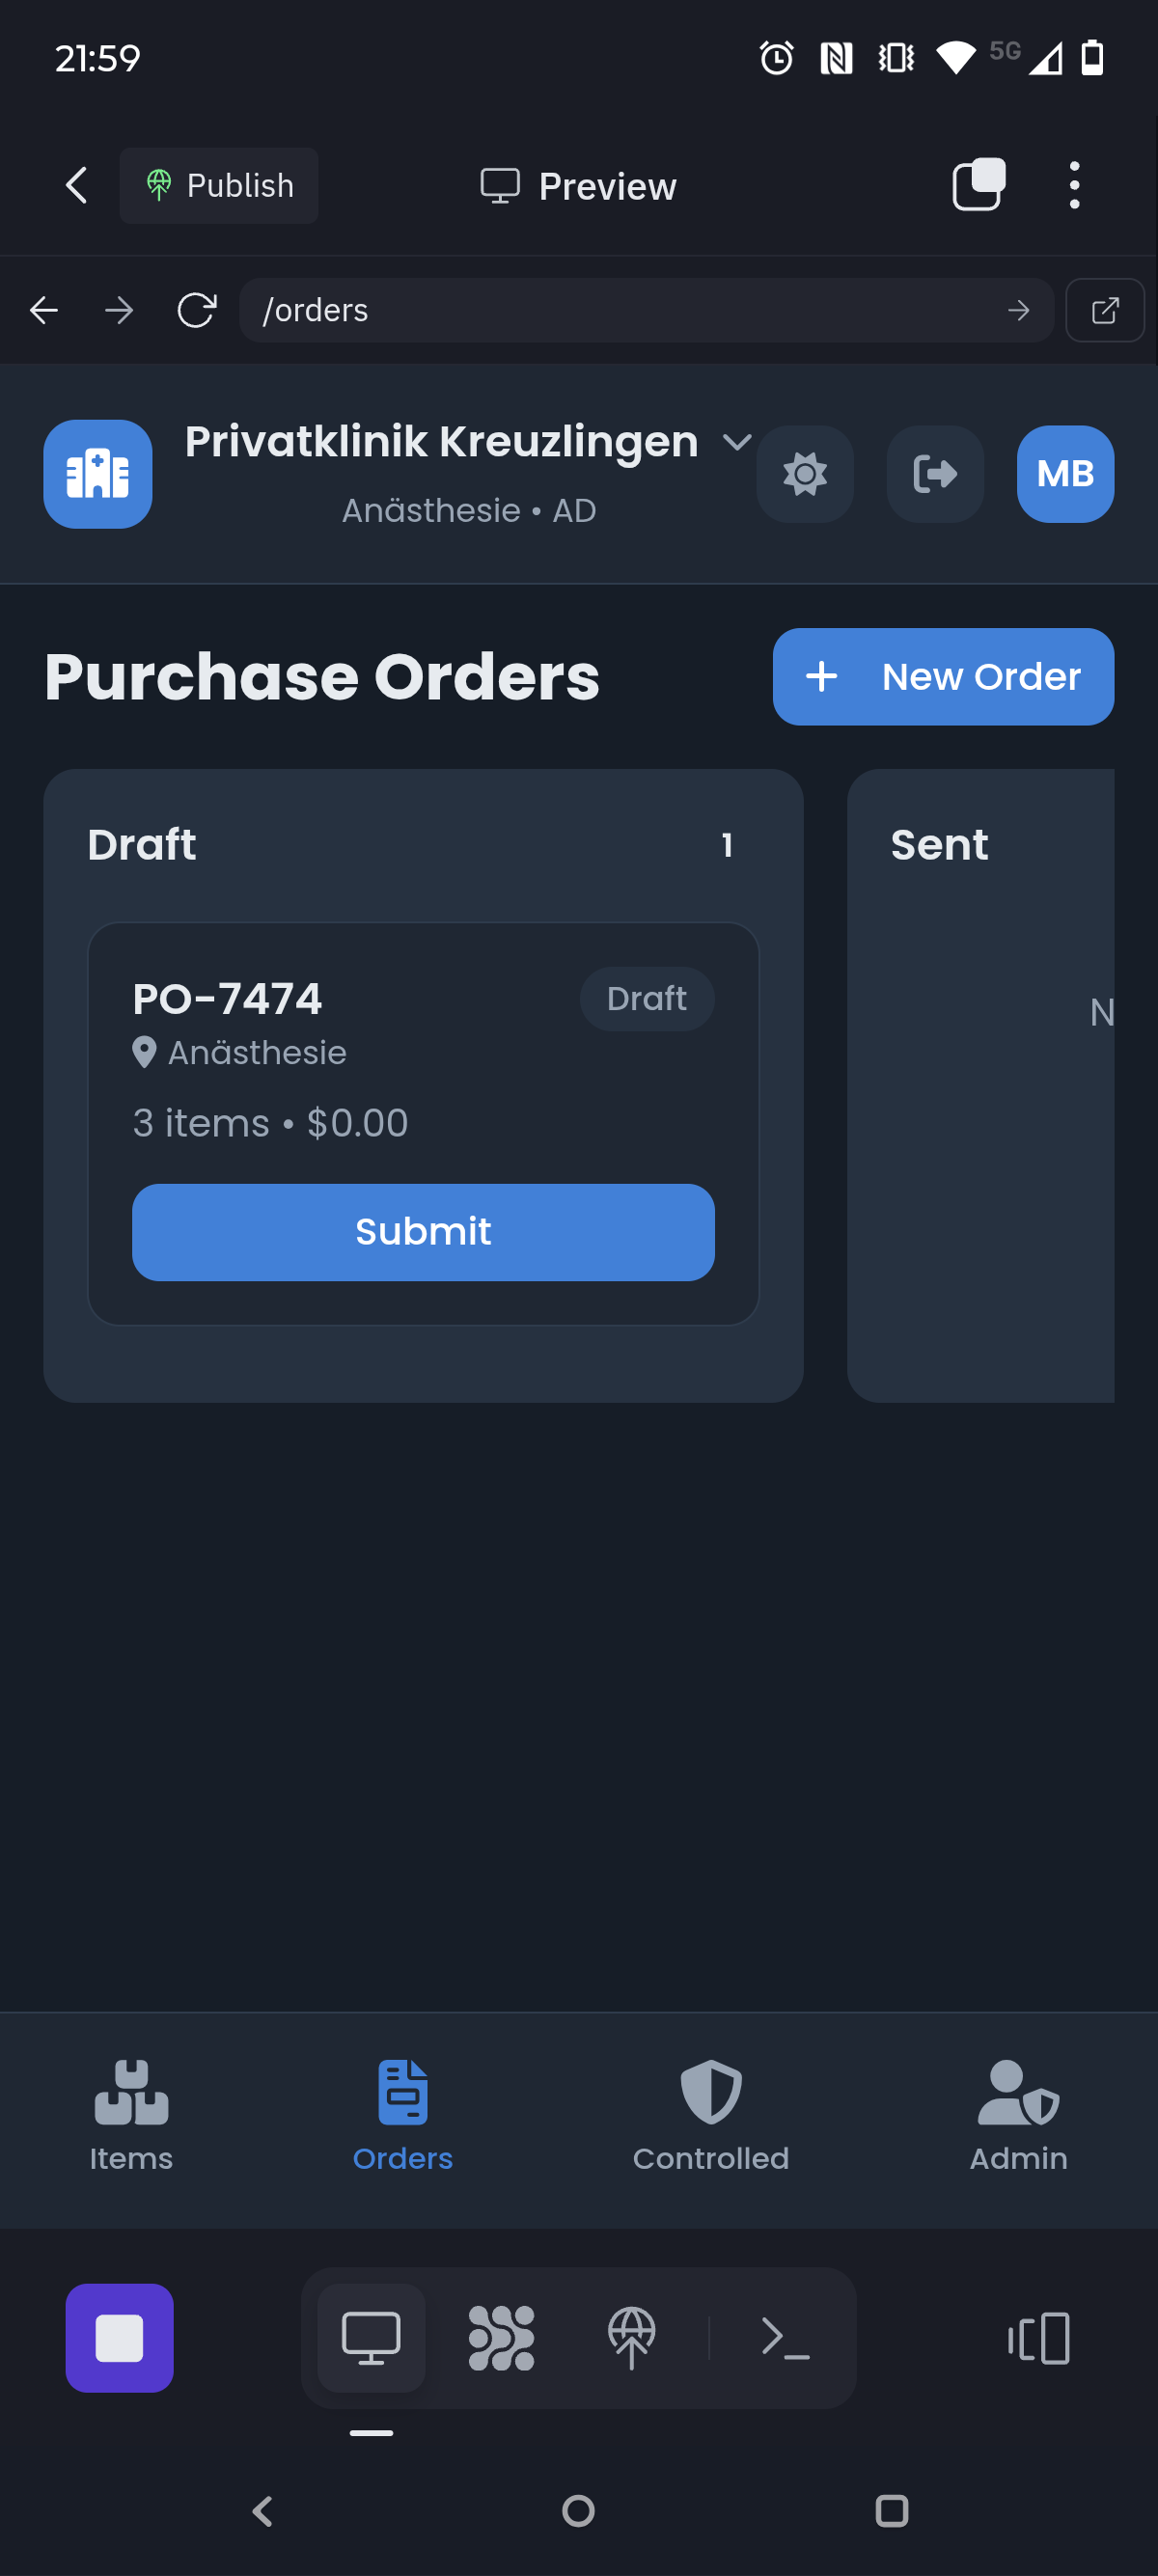 21:59
5G
Publish
Preview
/orders
Privatklinik Kreuzlingen
Anästhesie • AD
MB
Purchase Orders
+ New Order
Draft
1
Sent
PO-7474
Draft
Anästhesie
N
3 items • $0.00
Submit
Items
Orders
Controlled
Admin